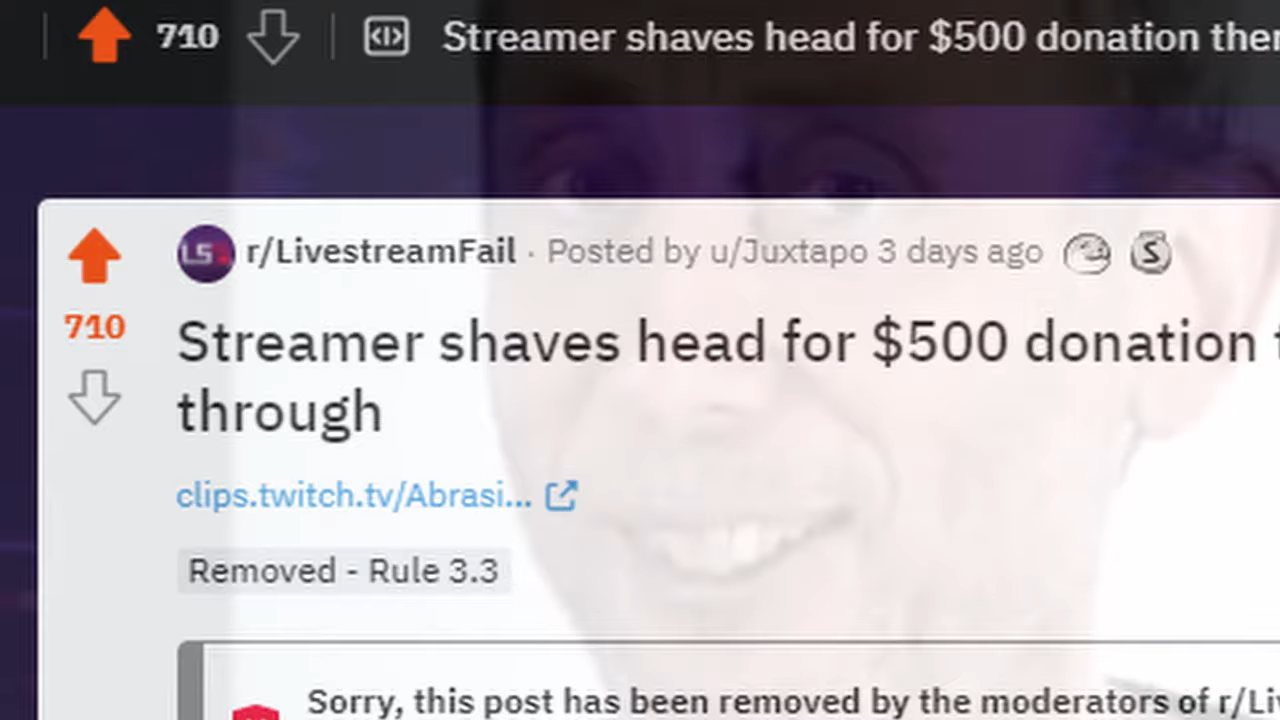 710 Streamer shaves head for $500 donation
r/LivestreamFail · Posted by u/Juxtapo 3 days ago
710
Streamer shaves head for $500 donation
through
clips.twitch.tv/Abrasi...
Removed - Rule 3.3
Sorry, this post has been removed by the moderators of